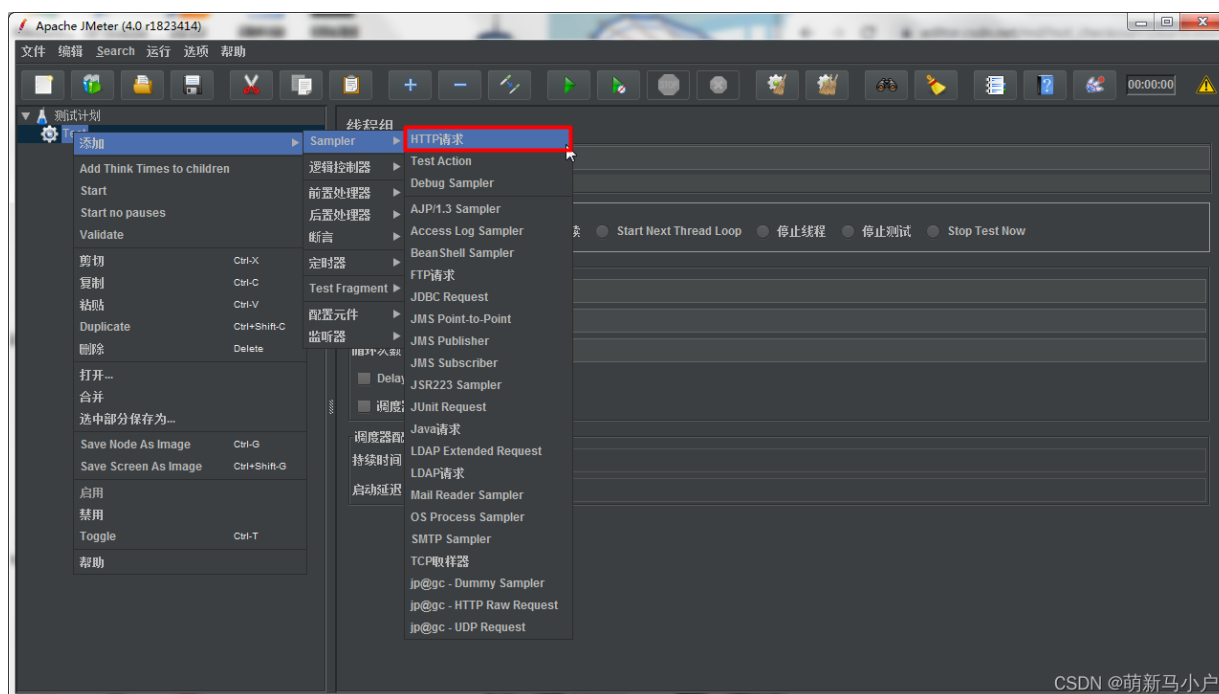 Apache JMeter (4.0 r1823414)
文件 编辑 Search 运行 选项 帮助
00:00:00
测试计划
线程组
添加
Add Think Times to children
Start
Start no pauses
Validate
剪切 Ctrl-X
复制 Ctrl-C
粘贴 Ctrl-V
Duplicate Ctrl+Shift-C
删除 Delete
打开...
合并
选中部分保存为...
Save Node As Image Ctrl-G
Save Screen As Image Ctrl+Shift-G
启用
禁用
Toggle Ctrl-T
帮助
Sampler
逻辑控制器
前置处理器
后置处理器
断言
定时器
Test Fragment
配置元件
监听器
HTTP请求
Test Action
Debug Sampler
AJP/1.3 Sampler
Access Log Sampler
BeanShell Sampler
FTP请求
JDBC Request
JMS Point-to-Point
JMS Publisher
JMS Subscriber
JSR223 Sampler
JUnit Request
Java请求
LDAP Extended Request
LDAP请求
Mail Reader Sampler
OS Process Sampler
SMTP Sampler
TCP取样器
jp@gc - Dummy Sampler
jp@gc - HTTP Raw Request
jp@gc - UDP Request
Start Next Thread Loop 停止线程 停止测试 Stop Test Now
循环次数
Delay
调度器配
持续时间
启动延迟
CSDN @萌新马小户